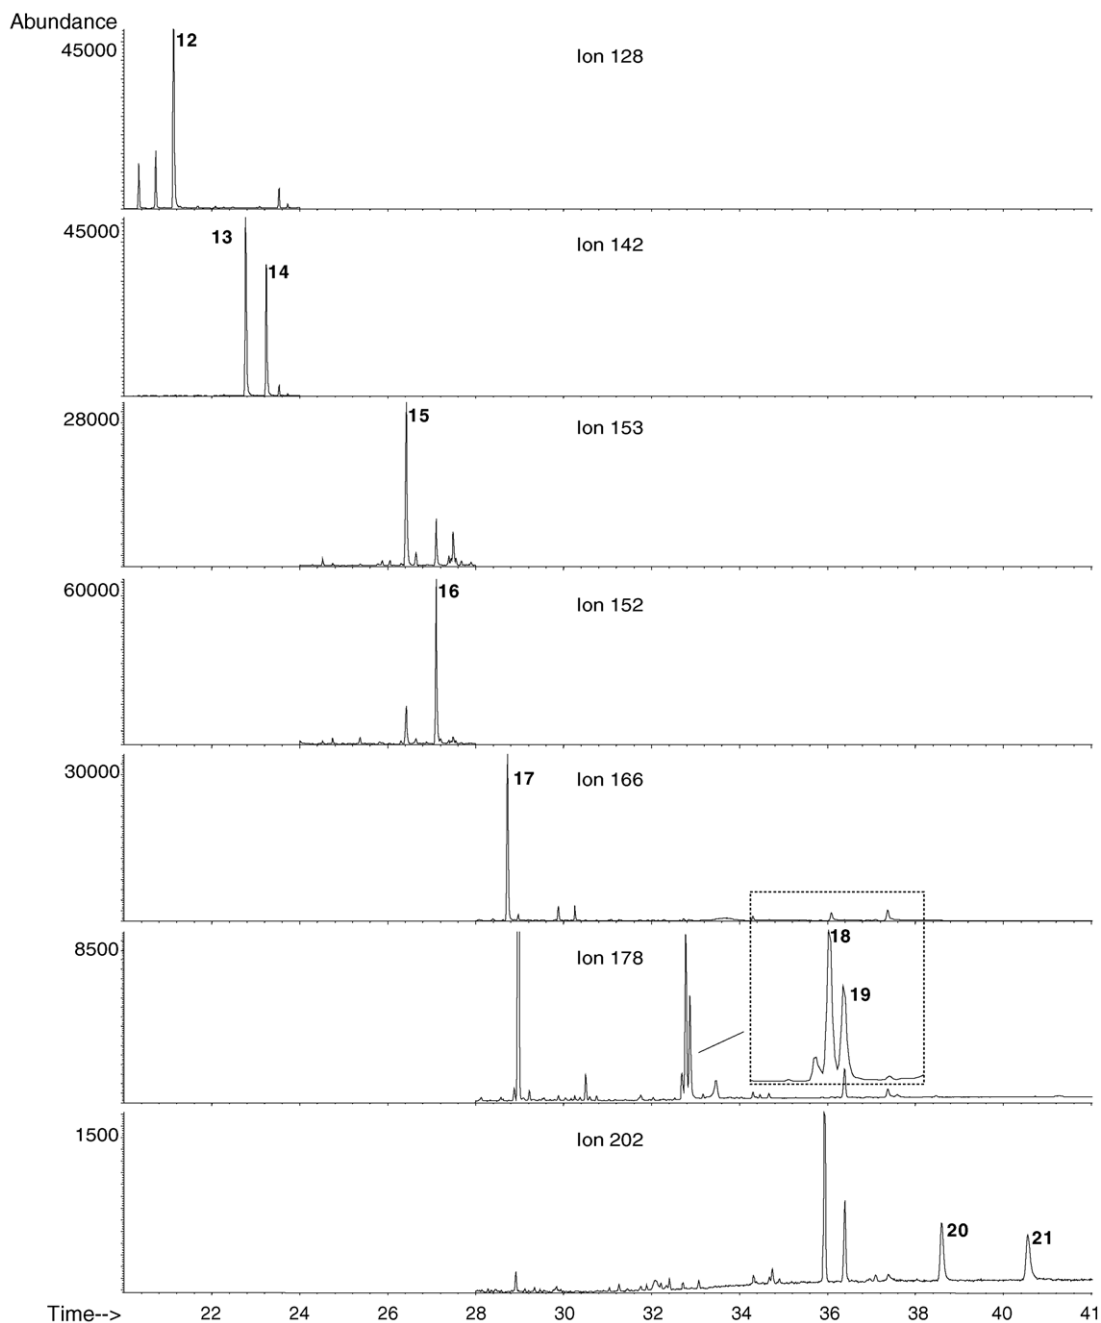 Abundance
45000
12
Ion 128
45000
13
14
Ion 142
28000
15
Ion 153
60000
16
Ion 152
30000
17
Ion 166
8500
Ion 178
18
19
1500
Ion 202
20
21
Time--> 22 24 26 28 30 32 34 36 38 40 41